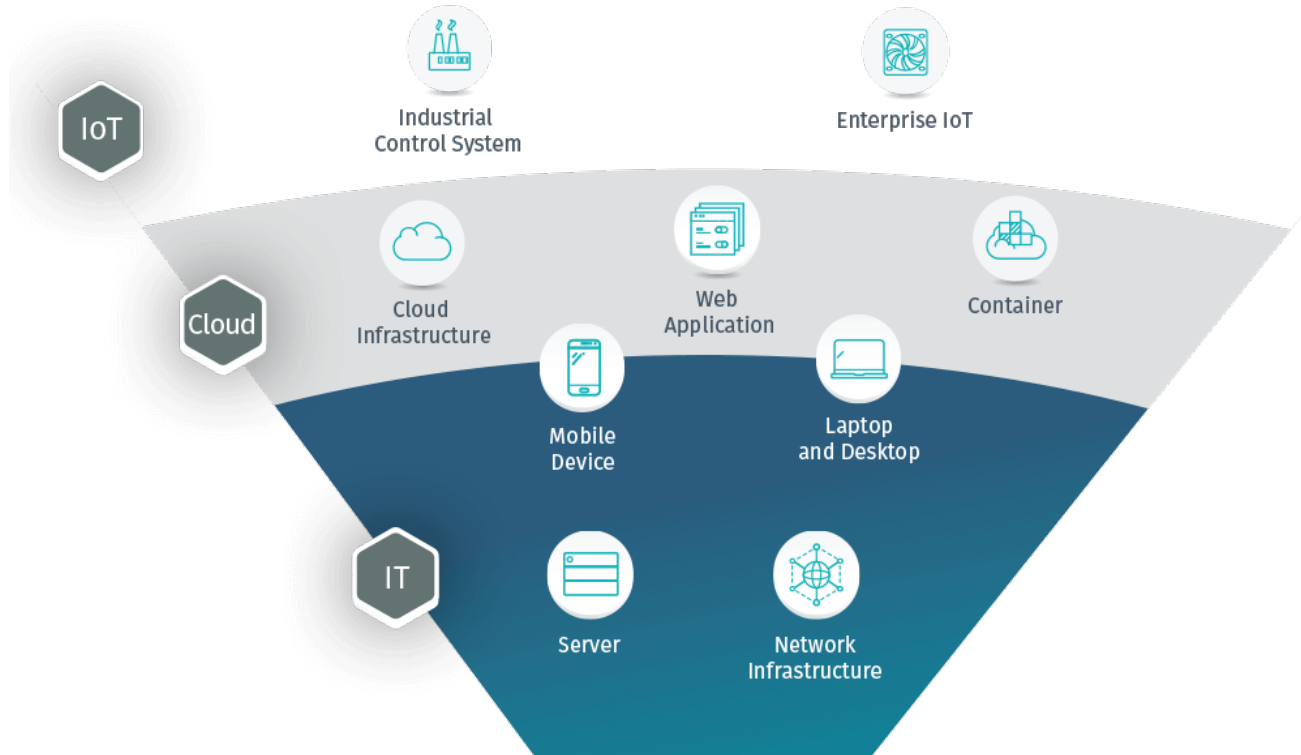 IoT
Industrial
Control System
Enterprise IoT
Cloud
Cloud
Infrastructure
Web
Application
Container
Mobile
Device
Laptop
and Desktop
IT
Server
Network
Infrastructure